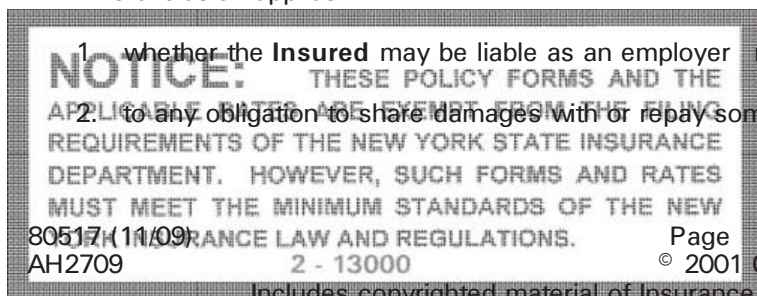 1. whether the Insured may be liable as an employer
NOTICE: THESE POLICY FORMS AND THE
2. to any obligation to share damages with or repay som
APPLICABLE RATES ARE EXEMPT FROM THE FILING
REQUIREMENTS OF THE NEW YORK STATE INSURANCE
DEPARTMENT. HOWEVER, SUCH FORMS AND RATES
MUST MEET THE MINIMUM STANDARDS OF THE NEW
YORK INSURANCE LAW AND REGULATIONS.
80517 (11/09) Page
AH2709 2 - 13000 © 2001
Includes copyrighted material of Insurance